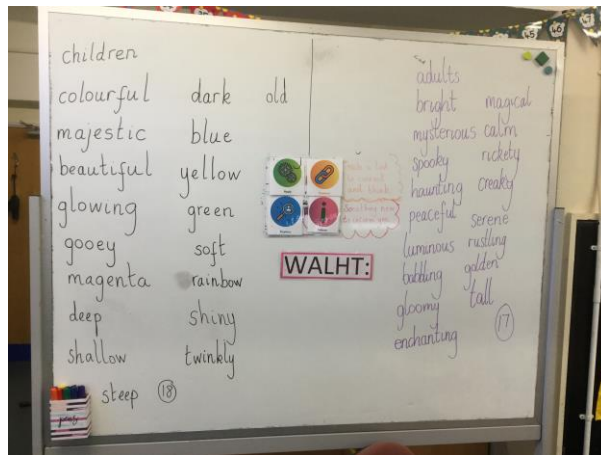 children
colourful dark old
majestic blue
beautiful yellow
glowing green
gooey soft
magenta rainbow
deep shiny
shallow twinkly
steep 18
WALHT:
adults
bright magical
mysterious calm
spooky rickety
haunting creaky
peaceful serene
luminous rustling
babbling golden
gloomy tall
enchanting 17